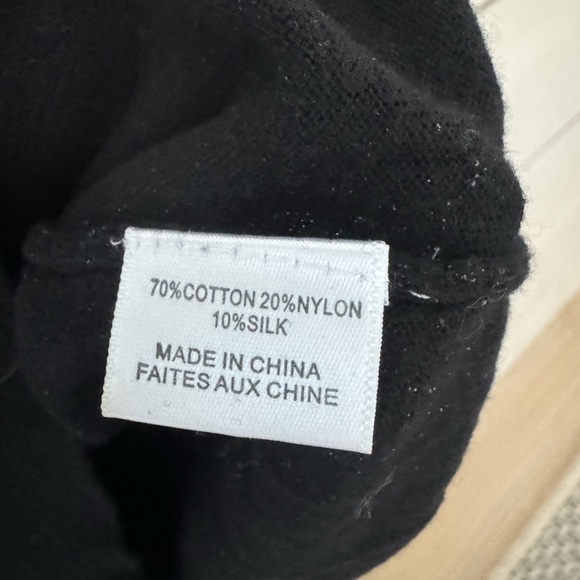 70%COTTON 20%NYLON
10%SILK
MADE IN CHINA
FAITES AUX CHINE